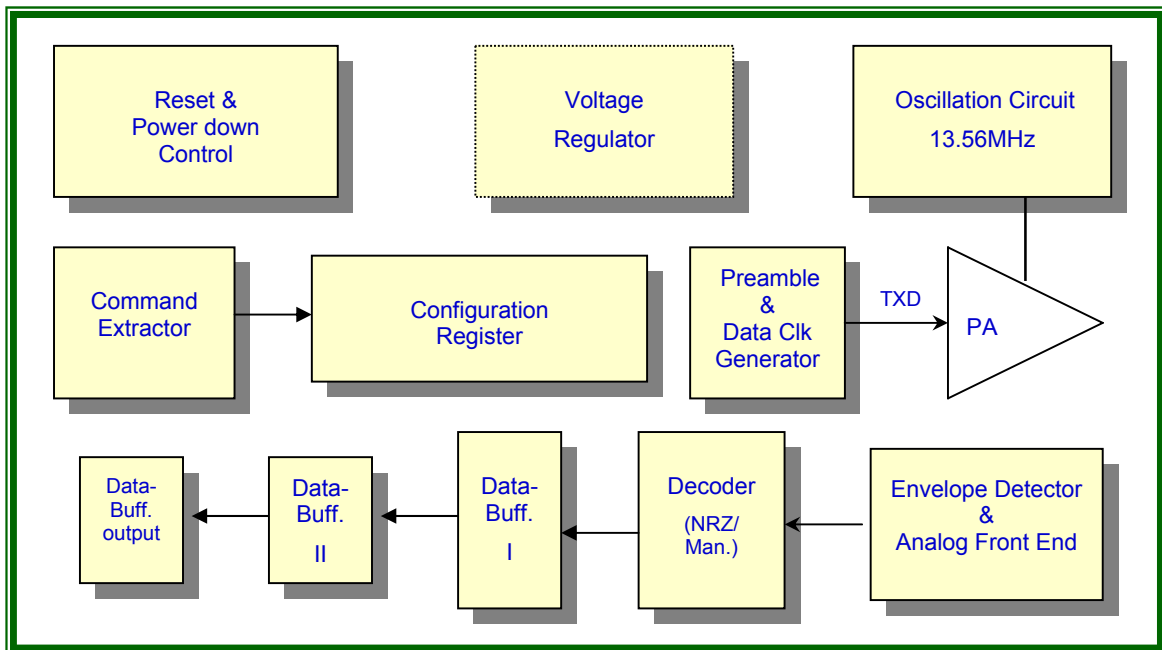 Reset &
Power down
Control
Voltage
Regulator
Oscillation Circuit
13.56MHz
Command
Extractor
Configuration
Register
Preamble
&
Data Clk
Generator
TXD
PA
Data-
Buff.
output
Data-
Buff.
II
Data-
Buff.
I
Decoder
(NRZ/
Man.)
Envelope Detector
&
Analog Front End